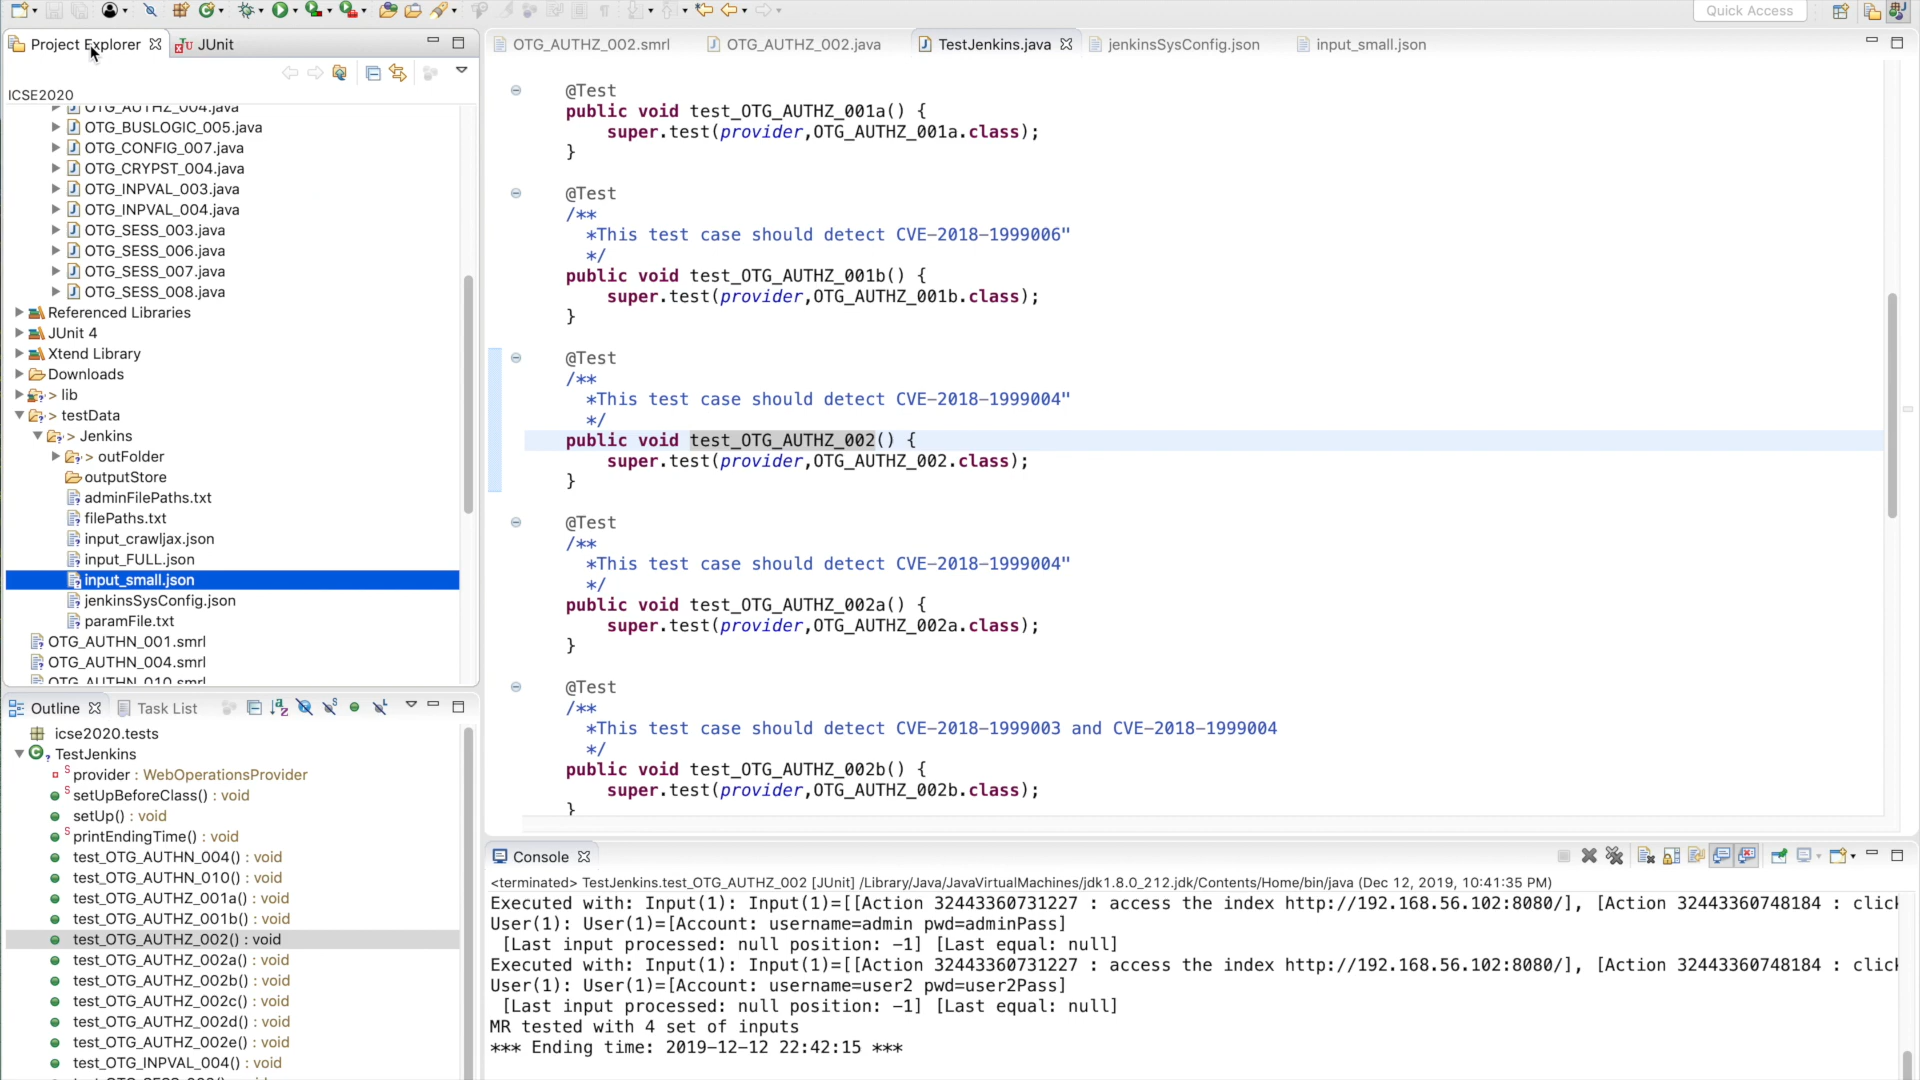 Quick Access
Project Explorer
JUnit
ICSE2020
OTG_AUTHZ_004.java
OTG_BUSLOGIC_005.java
OTG_CONFIG_007.java
OTG_CRYPST_004.java
OTG_INPVAL_003.java
OTG_INPVAL_004.java
OTG_SESS_003.java
OTG_SESS_006.java
OTG_SESS_007.java
OTG_SESS_008.java
Referenced Libraries
JUnit 4
Xtend Library
Downloads
> lib
> testData
> Jenkins
> outFolder
outputStore
adminFilePaths.txt
filePaths.txt
input_crawljax.json
input_FULL.json
input_small.json
jenkinsSysConfig.json
paramFile.txt
OTG_AUTHN_001.smrl
OTG_AUTHN_004.smrl
OTG_AUTHN_010.smrl
Outline
Task List
icse2020.tests
TestJenkins
provider : WebOperationsProvider
setUpBeforeClass() : void
setUp() : void
printEndingTime() : void
test_OTG_AUTHN_004() : void
test_OTG_AUTHN_010() : void
test_OTG_AUTHZ_001a() : void
test_OTG_AUTHZ_001b() : void
test_OTG_AUTHZ_002() : void
test_OTG_AUTHZ_002a() : void
test_OTG_AUTHZ_002b() : void
test_OTG_AUTHZ_002c() : void
test_OTG_AUTHZ_002d() : void
test_OTG_AUTHZ_002e() : void
test_OTG_INPVAL_004() : void
OTG_AUTHZ_002.smrl
OTG_AUTHZ_002.java
TestJenkins.java
jenkinsSysConfig.json
input_small.json
@Test
public void test_OTG_AUTHZ_001a() {
super.test(provider,OTG_AUTHZ_001a.class);
}
@Test
/**
*This test case should detect CVE-2018-1999006"
*/
public void test_OTG_AUTHZ_001b() {
super.test(provider,OTG_AUTHZ_001b.class);
}
@Test
/**
*This test case should detect CVE-2018-1999004"
*/
public void test_OTG_AUTHZ_002() {
super.test(provider,OTG_AUTHZ_002.class);
}
@Test
/**
*This test case should detect CVE-2018-1999004"
*/
public void test_OTG_AUTHZ_002a() {
super.test(provider,OTG_AUTHZ_002a.class);
}
@Test
/**
*This test case should detect CVE-2018-1999003 and CVE-2018-1999004
*/
public void test_OTG_AUTHZ_002b() {
super.test(provider,OTG_AUTHZ_002b.class);
}
Console
<terminated> TestJenkins.test_OTG_AUTHZ_002 [JUnit] /Library/Java/JavaVirtualMachines/jdk1.8.0_212.jdk/Contents/Home/bin/java (Dec 12, 2019, 10:41:35 PM)
Executed with: Input(1): Input(1)=[[Action 32443360731227 : access the index http://192.168.56.102:8080/], [Action 32443360748184 : click
User(1): User(1)=[Account: username=admin pwd=adminPass]
[Last input processed: null position: -1] [Last equal: null]
Executed with: Input(1): Input(1)=[[Action 32443360731227 : access the index http://192.168.56.102:8080/], [Action 32443360748184 : click
User(1): User(1)=[Account: username=user2 pwd=user2Pass]
[Last input processed: null position: -1] [Last equal: null]
MR tested with 4 set of inputs
*** Ending time: 2019-12-12 22:42:15 ***